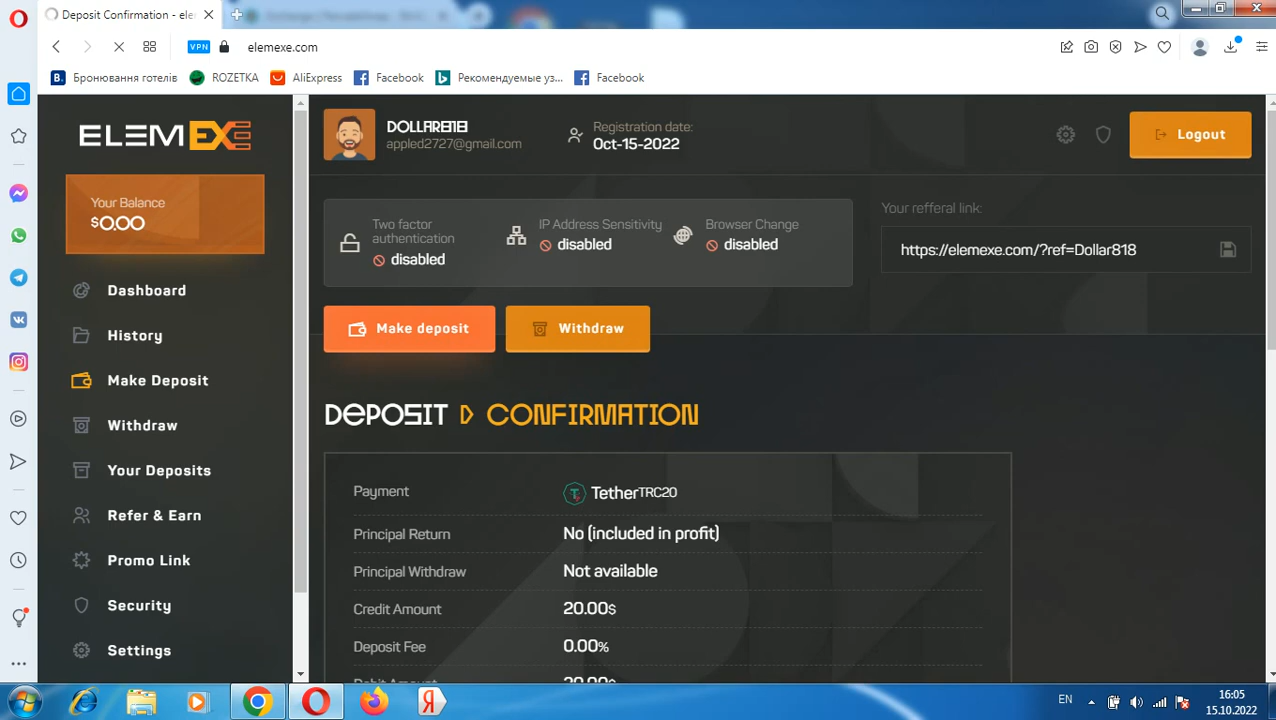 Deposit Confirmation - ele
VPN elemexe.com
Бронювання готелів ROZETKA AliExpress Facebook Рекомендуемые уз... Facebook
ELEMEXE
Your Balance
$0.00
Dashboard
History
Make Deposit
Withdraw
Your Deposits
Refer & Earn
Promo Link
Security
Settings
DOLLAR818
appled2727@gmail.com
Registration date:
Oct-15-2022
Logout
Two factor
authentication
disabled
IP Address Sensitivity
disabled
Browser Change
disabled
Your refferal link:
https://elemexe.com/?ref=Dollar818
Make deposit
Withdraw
DEPOSIT CONFIRMATION
Payment TetherTRC20
Principal Return No (included in profit)
Principal Withdraw Not available
Credit Amount 20.00$
Deposit Fee 0.00%
EN
16:05
15.10.2022